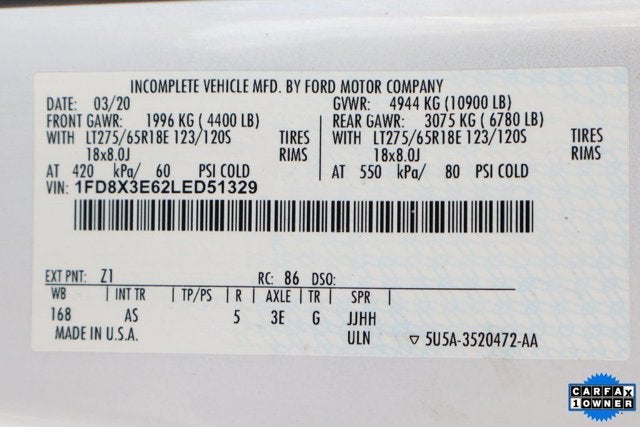 INCOMPLETE VEHICLE MFD. BY FORD MOTOR COMPANY
DATE: 03/20 GVWR: 4944 KG (10900 LB)
FRONT GAWR: 1996 KG ( 4400 LB) REAR GAWR: 3075 KG ( 6780 LB)
WITH LT275/65R18E 123/120S TIRES WITH LT275/65R18E 123/120S TIRES
18x8.0J RIMS 18x8.0J RIMS
AT 420 kPa/ 60 PSI COLD AT 550 kPa/ 80 PSI COLD
VIN: 1FD8X3E62LED51329
EXT PNT: Z1 RC: 86 DSO:
WB | INT TR | TP/PS | R | AXLE | TR | SPR |
168 AS 5 3E G JJHH
MADE IN U.S.A. ULN ▽ 5U5A-3520472-AA
CARFAX
1 OWNER